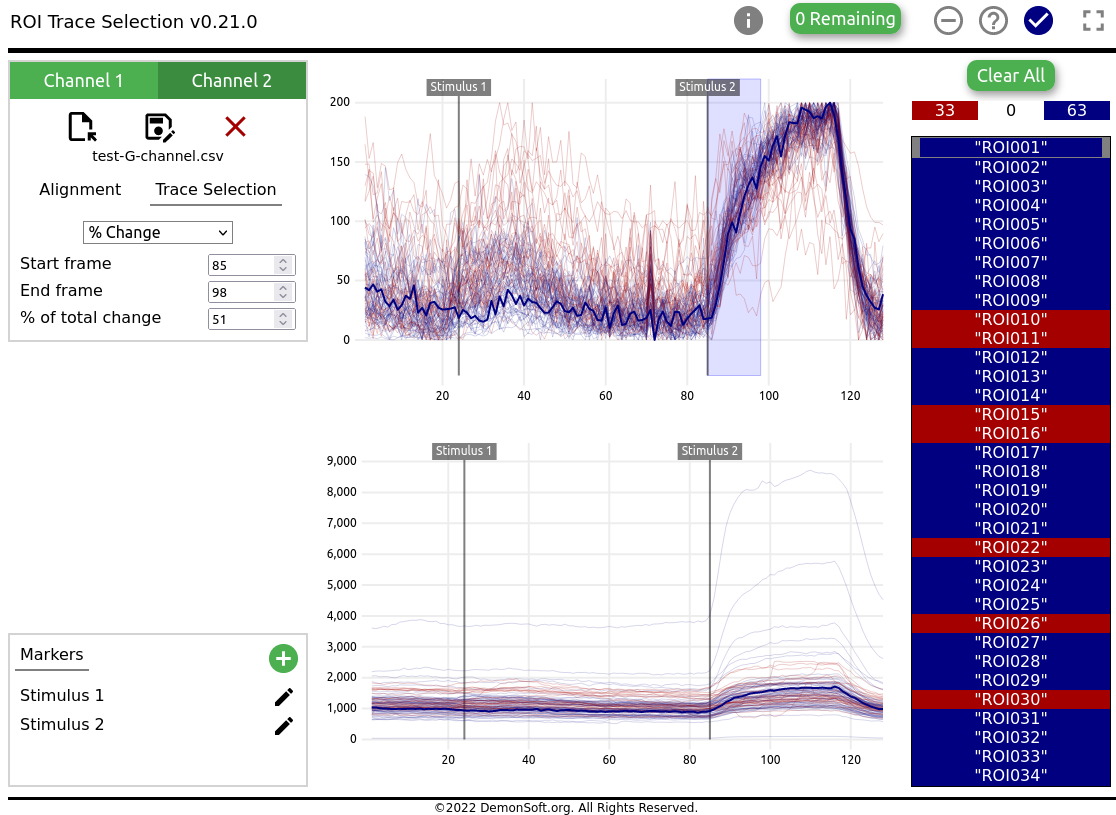 ROI Trace Selection v0.21.0
0 Remaining
Channel 1 Channel 2
test-G-channel.csv
Alignment Trace Selection
% Change
Start frame 85
End frame 98
% of total change 51
Markers
Stimulus 1
Stimulus 2
Stimulus 1 Stimulus 2
200
150
100
50
0
20 40 60 80 100 120
Stimulus 1 Stimulus 2
9,000
8,000
7,000
6,000
5,000
4,000
3,000
2,000
1,000
0
20 40 60 80 100 120
Clear All
33 0 63
"ROI001"
"ROI002"
"ROI003"
"ROI004"
"ROI005"
"ROI006"
"ROI007"
"ROI008"
"ROI009"
"ROI010"
"ROI011"
"ROI012"
"ROI013"
"ROI014"
"ROI015"
"ROI016"
"ROI017"
"ROI018"
"ROI019"
"ROI020"
"ROI021"
"ROI022"
"ROI023"
"ROI024"
"ROI025"
"ROI026"
"ROI027"
"ROI028"
"ROI029"
"ROI030"
"ROI031"
"ROI032"
"ROI033"
"ROI034"
©2022 DemonSoft.org. All Rights Reserved.